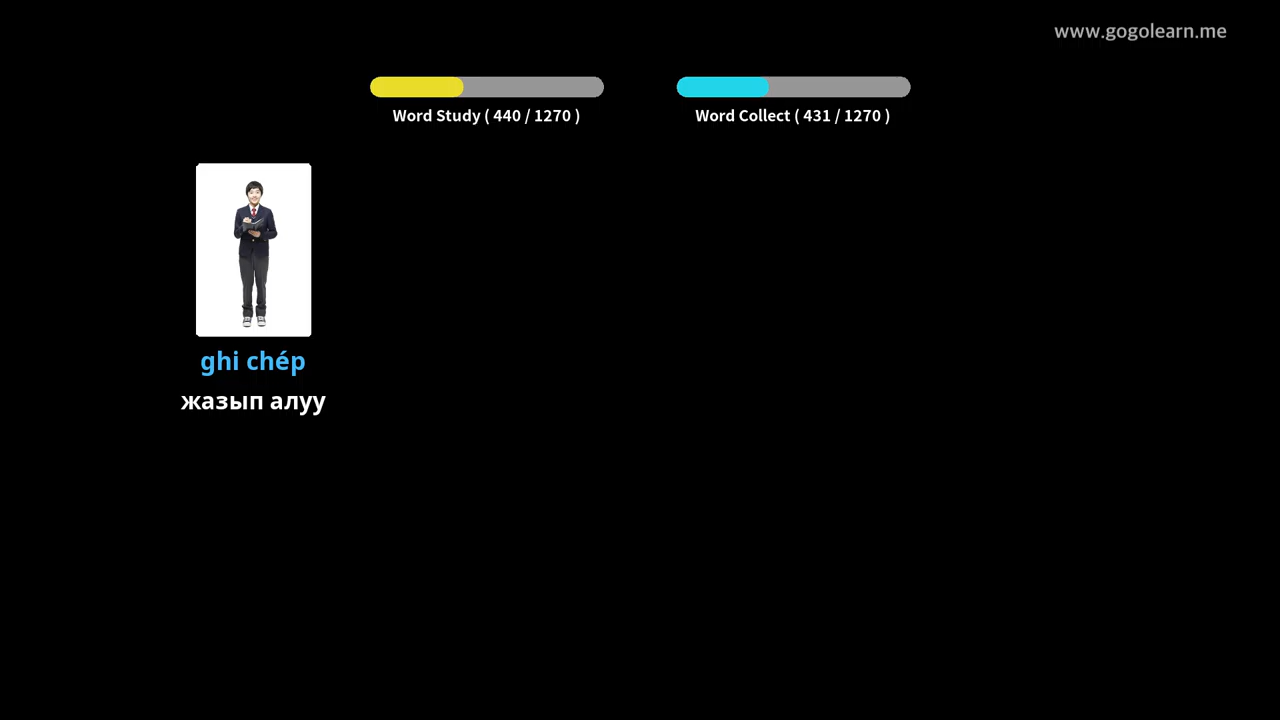 www.gogolearn.me
Word Study ( 440 / 1270 )
Word Collect ( 431 / 1270 )
ghi chép
жазып алуу